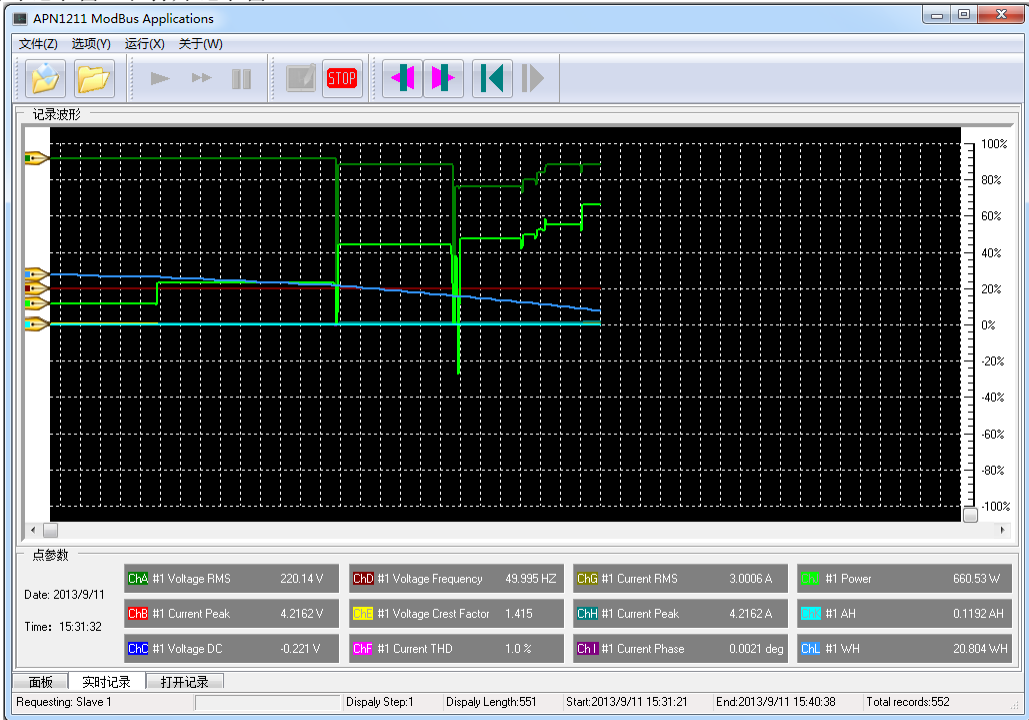 APN1211 ModBus Applications
文件(Z) 选项(Y) 运行(X) 关于(W)
STOP
记录波形
100%
80%
60%
40%
20%
0%
-20%
-40%
-60%
-80%
-100%
点参数
Date: 2013/9/11
Time: 15:31:32
ChA #1 Voltage RMS 220.14 V
ChD #1 Voltage Frequency 49.995 HZ
ChG #1 Current RMS 3.0006 A
#1 Power 660.53 W
ChB #1 Current Peak 4.2162 V
ChE #1 Voltage Crest Factor 1.415
ChH #1 Current Peak 4.2162 A
#1 AH 0.1192 AH
ChC #1 Voltage DC -0.221 V
ChF #1 Current THD 1.0 %
ChI #1 Current Phase 0.0021 deg
ChL #1 WH 20.804 WH
面板 实时记录 打开记录
Requesting: Slave 1 Dispaly Step:1 Dispaly Length:551 Start:2013/9/11 15:31:21 End:2013/9/11 15:40:38 Total records:552